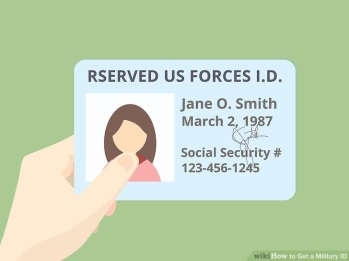 RSERVED US FORCES I.D.
Jane O. Smith
March 2, 1987
Social Security #
123-456-1245
wikiHow to Get a Military ID